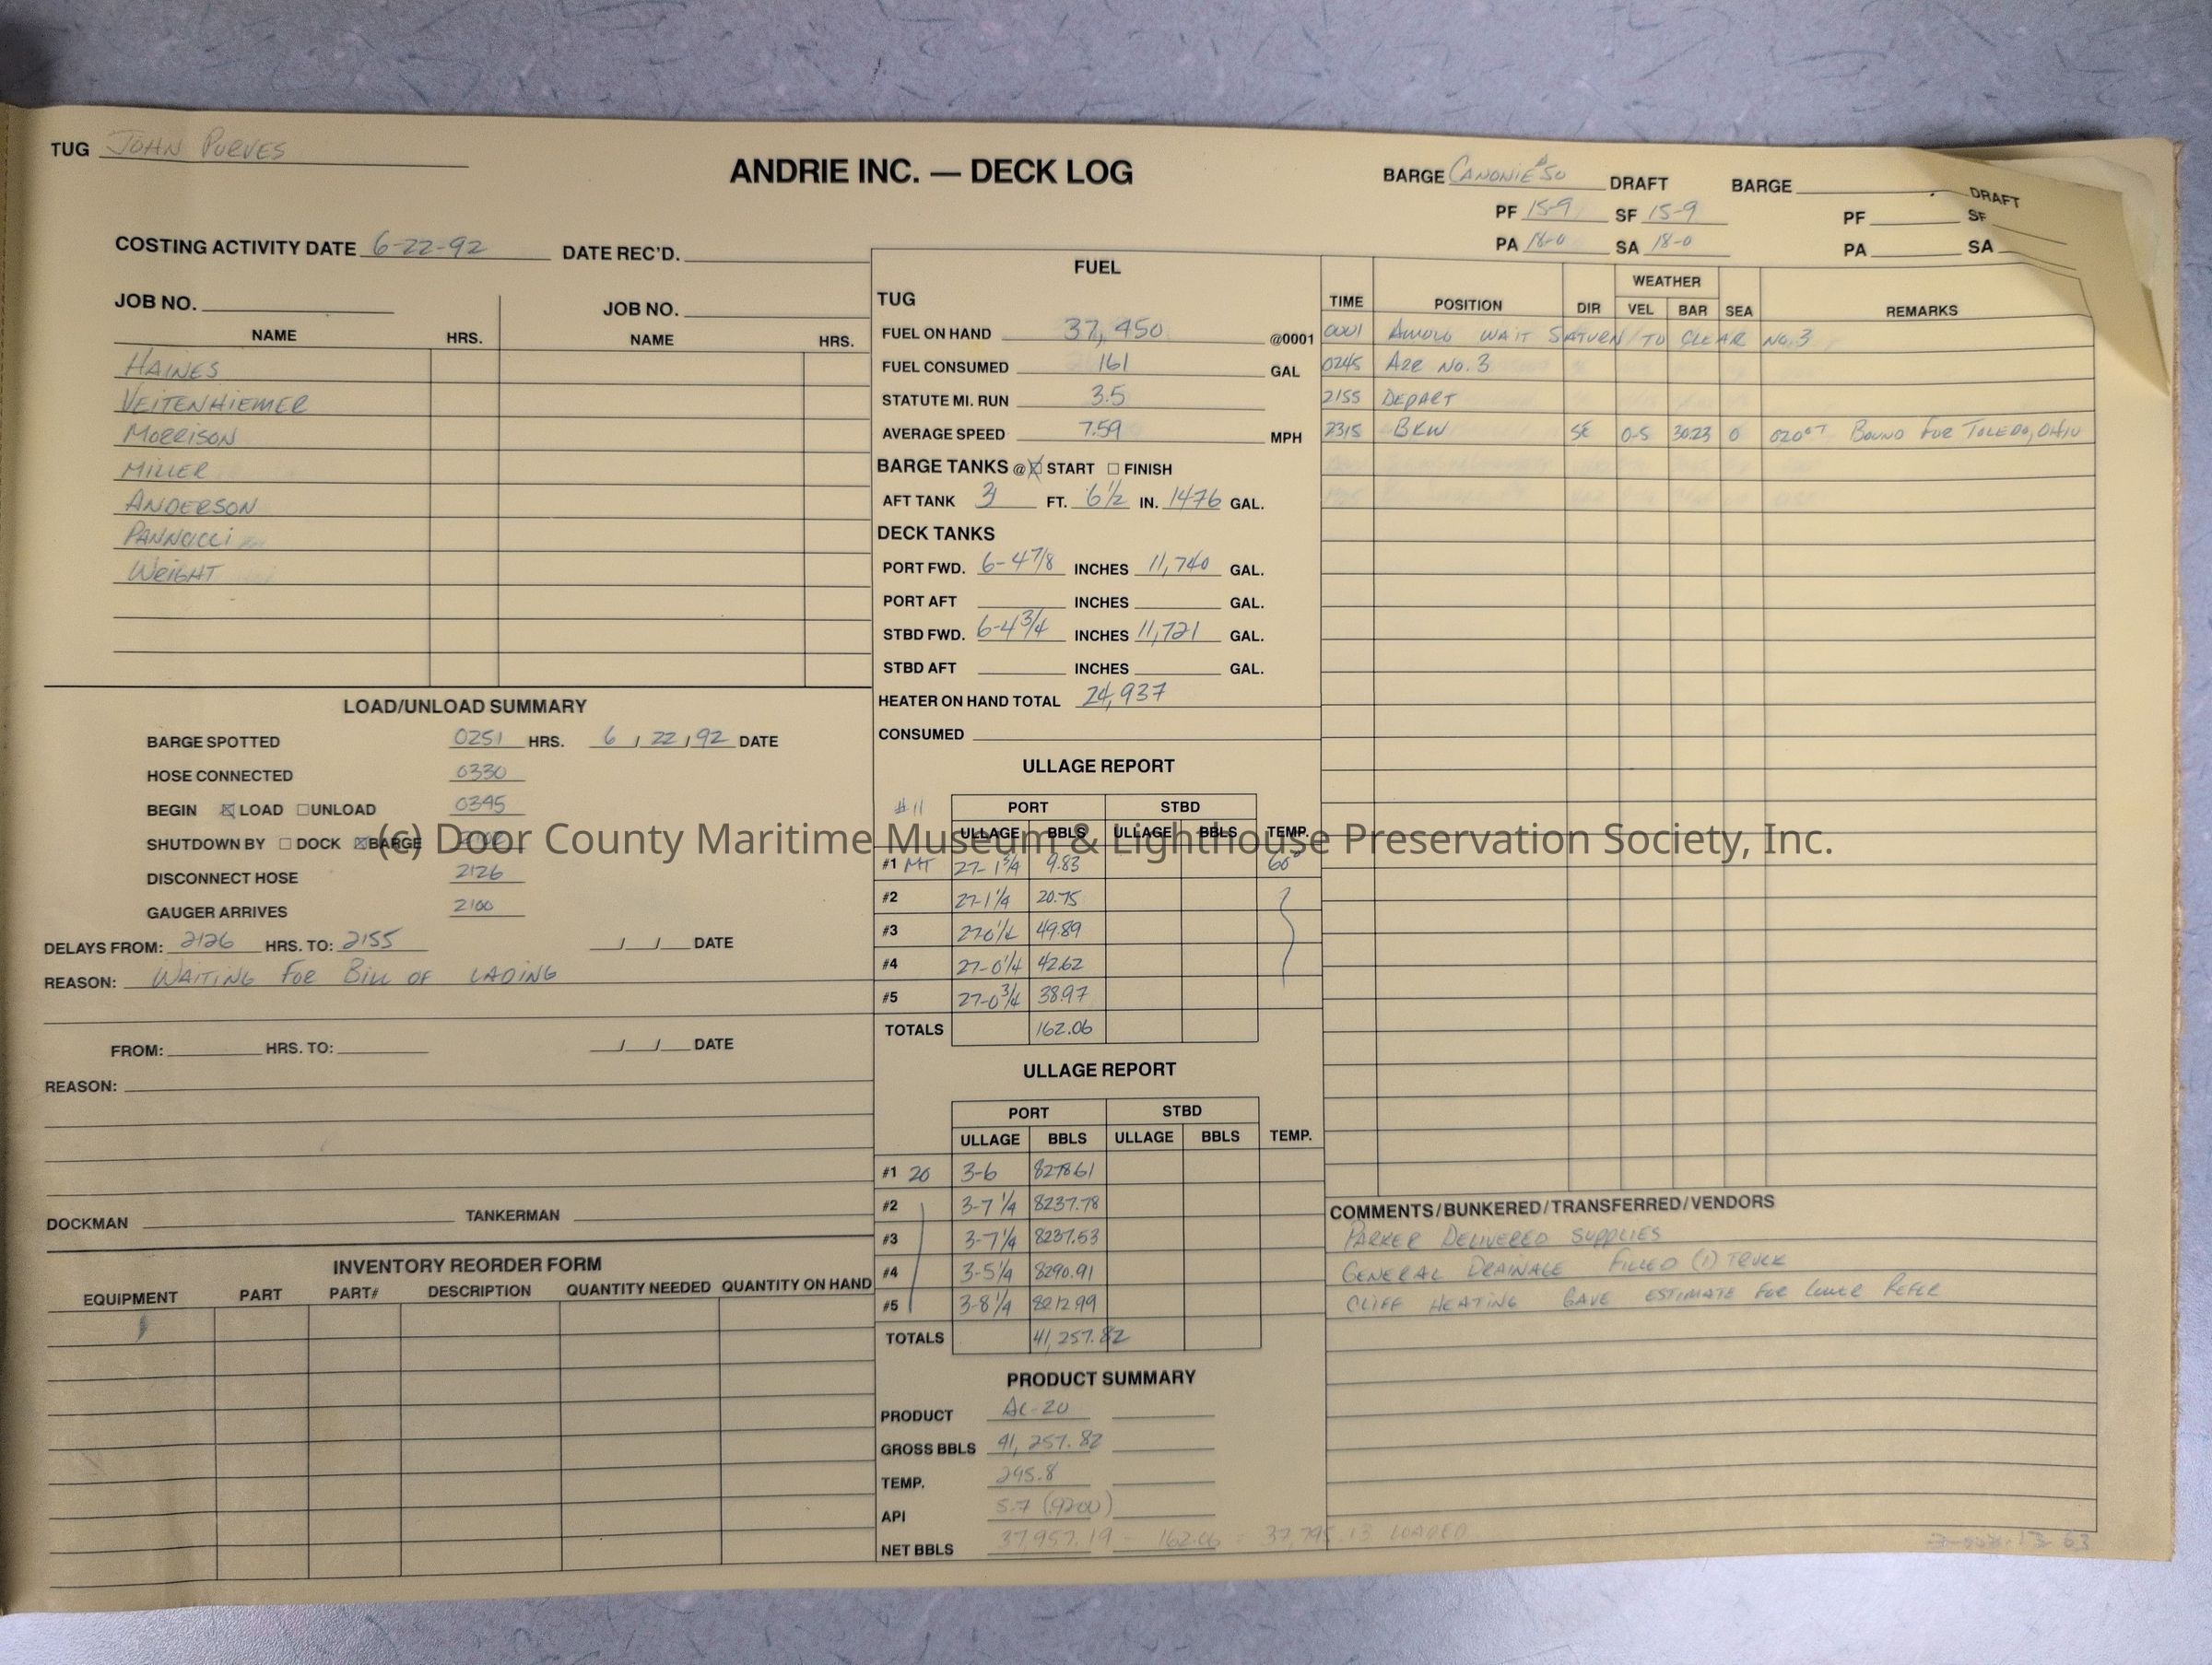 TUG JOHN PURVES
ANDRIE INC. — DECK LOG
BARGE CANONIE #50 DRAFT BARGE DRAFT
PF 15-9 SF 15-9 PF SF
PA 18-0 SA 18-0 PA SA
COSTING ACTIVITY DATE 6-22-92 DATE REC'D.
JOB NO. JOB NO.
NAME HRS. NAME HRS.
HAINES
VEITENHIEMER
MORRISON
MILLER
ANDERSON
PANNUCCI
WRIGHT
LOAD/UNLOAD SUMMARY
BARGE SPOTTED 0251 HRS. 6 / 22 / 92 DATE
HOSE CONNECTED 0330
BEGIN LOAD UNLOAD 0345
SHUTDOWN BY DOCK BARGE
DISCONNECT HOSE 2126
GAUGER ARRIVES 2100
DELAYS FROM: 2126 HRS. TO: 2155 / / DATE
REASON: WAITING FOR BILL OF LADING
FROM: HRS. TO: / / DATE
REASON:
DOCKMAN TANKERMAN
INVENTORY REORDER FORM
EQUIPMENT PART PART# DESCRIPTION QUANTITY NEEDED QUANTITY ON HAND
FUEL
TUG
FUEL ON HAND 37,450 @0001
FUEL CONSUMED 161 GAL
STATUTE MI. RUN 3.5
AVERAGE SPEED 7.59 MPH
BARGE TANKS @ START FINISH
AFT TANK 3 FT. 6 1/2 IN. 1476 GAL.
DECK TANKS
PORT FWD. 6-4 7/8 INCHES 11,740 GAL.
PORT AFT INCHES GAL.
STBD FWD. 6-4 3/4 INCHES 11,721 GAL.
STBD AFT INCHES GAL.
HEATER ON HAND TOTAL 24,937
CONSUMED
ULLAGE REPORT
#11 PORT STBD
ULLAGE BBLS ULLAGE BBLS TEMP.
#1 MT 27-1 3/4 9.83 60°
#2 27-1 1/4 20.75
#3 49.89
#4 27-0 1/4 42.62
#5 27-0 3/4 38.97
TOTALS 162.06
ULLAGE REPORT
PORT STBD
ULLAGE BBLS ULLAGE BBLS TEMP.
#1 20 3-6 8278.61
#2 3-7 1/4 8237.78
#3 3-7 1/4 8237.53
#4 3-5 1/4 8290.91
#5 3-8 1/4 8212.99
TOTALS 41,257.82
PRODUCT SUMMARY
PRODUCT AC-20
GROSS BBLS 41,257.82
TEMP. 295.8
API 5.7 (.9200)
NET BBLS 37,957.19 - 162.06 = 37,795.13 LOADED
TIME POSITION DIR WEATHER VEL BAR SEA REMARKS
0001 AMOCO WAIT SATURN/TO CLEAR NO.3
0245 ARR NO.3
2155 DEPART
2315 BKW SE 0-5 30.23 0 020°T BOUND FOR TOLEDO, OHIO
COMMENTS/BUNKERED/TRANSFERRED/VENDORS
PARKER DELIVERED SUPPLIES
GENERAL DRAINAGE FILLED (1) TRUCK
CLIFF HEATING GAVE ESTIMATE FOR LOWER REFER
(c) Door County Maritime Museum & Lighthouse Preservation Society, Inc.